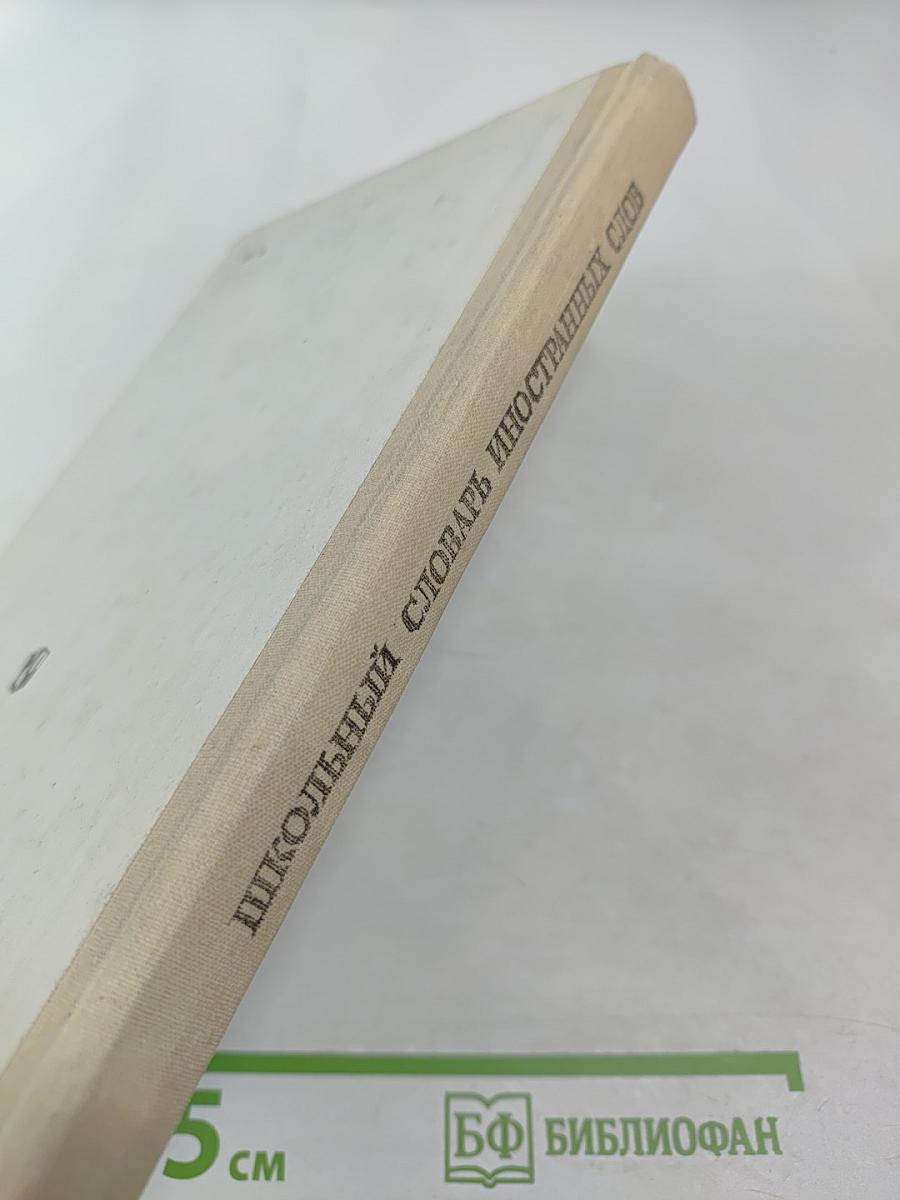 ШКОЛЬНЫЙ СЛОВАРЬ ИНОСТРАННЫХ СЛОВ
5 см
БФ БИБЛИОФАН